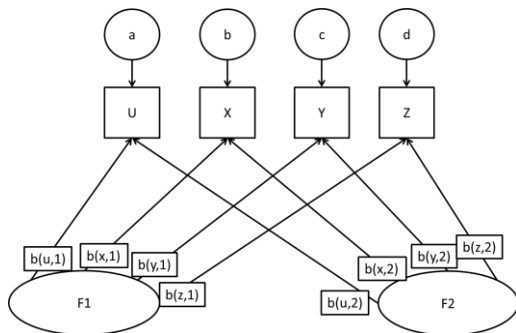 a
b
c
d
U
X
Y
Z
b(u,1)
b(x,1)
b(y,1)
b(z,1)
b(u,2)
b(x,2)
b(y,2)
b(z,2)
F1
F2